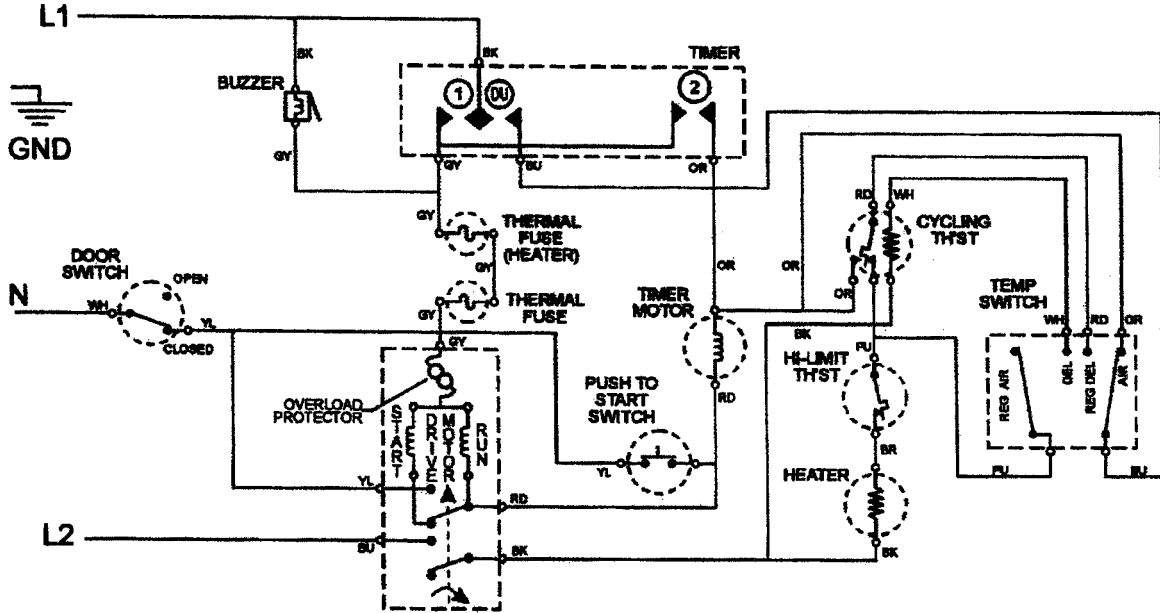 L1
BK
BK
TIMER
BUZZER
1
DU
2
GND
GY
GY
BU
OR
RD
WH
GY
THERMAL
FUSE
(HEATER)
CYCLING
TH'ST
DOOR
SWITCH
OPEN
GY
OR
OR
TIMER
MOTOR
OR
TEMP
SWITCH
N
WH
YL
CLOSED
GY
THERMAL
FUSE
GY
BK
PU
WH
RD
OR
HI-LIMIT
TH'ST
REG AIR
DEL
REG DEL
AIR
OVERLOAD
PROTECTOR
PUSH TO
START
SWITCH
RD
START
DRIVE
MOTOR
RUN
BR
YL
HEATER
PU
BU
YL
RD
L2
BU
BK
BK